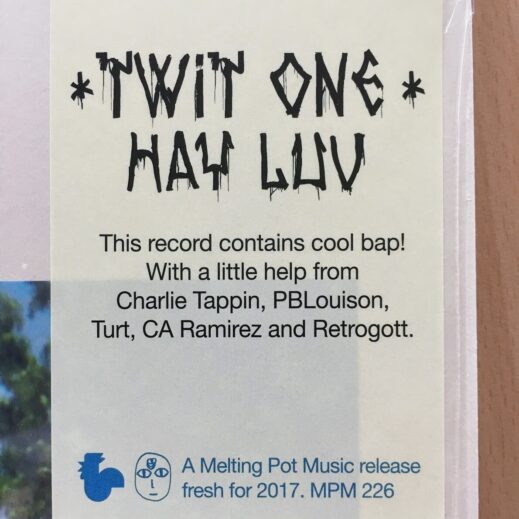 *TWiT ONE*
HAY LUV
This record contains cool bap!
With a little help from
Charlie Tappin, PBLouison,
Turt, CA Ramirez and Retrogott.
A Melting Pot Music release
fresh for 2017. MPM 226